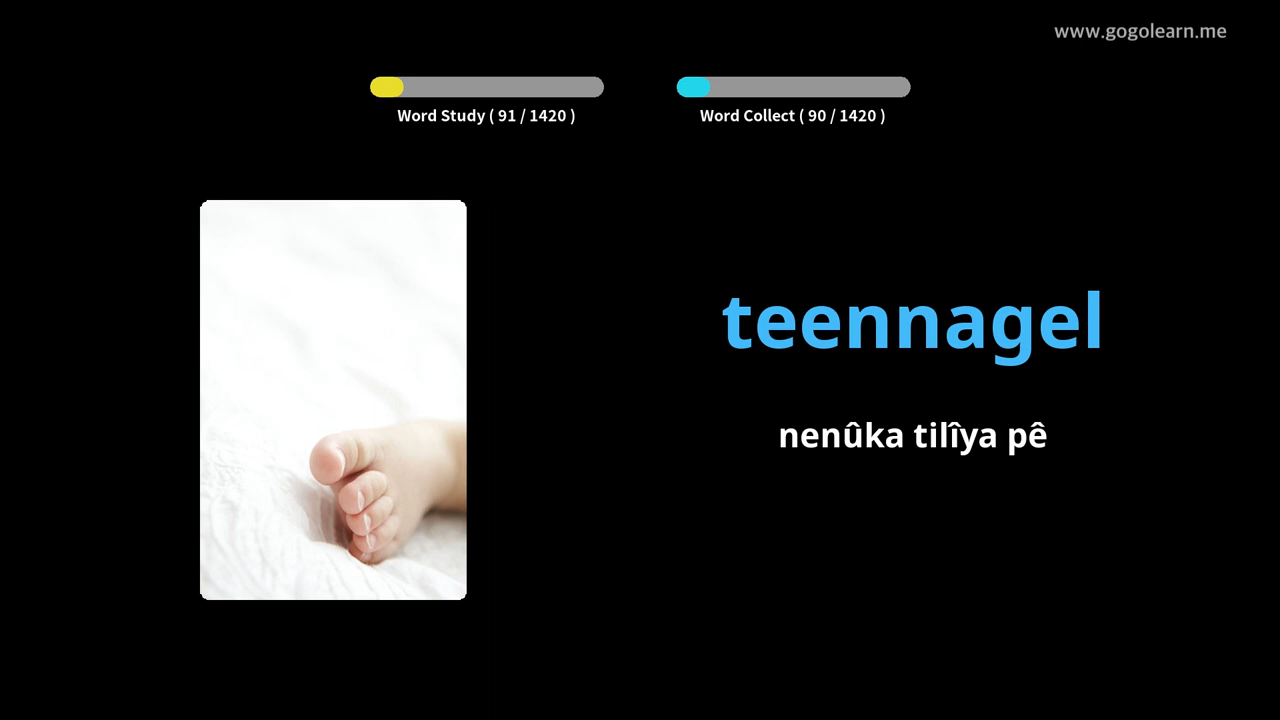 www.gogolearn.me
Word Study ( 91 / 1420 )
Word Collect ( 90 / 1420 )
teennagel
nenûka tilîya pê